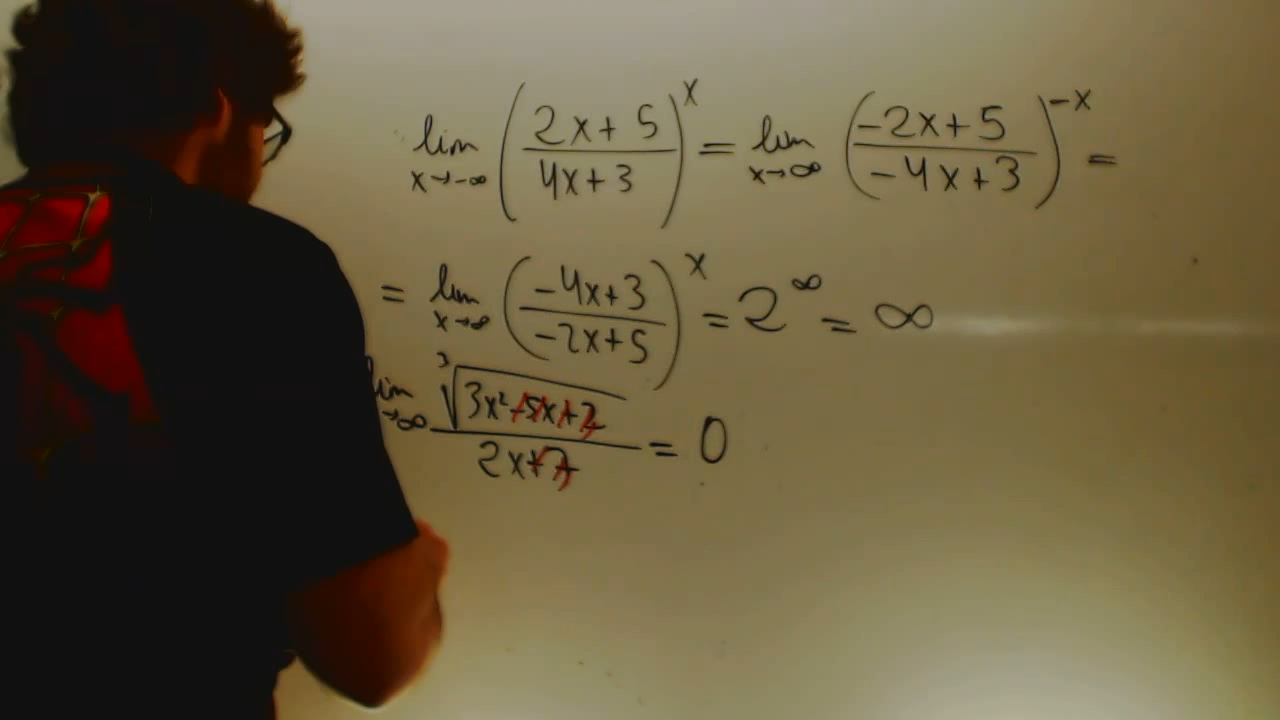 lim x→-∞ (2x+5 / 4x+3)^x = lim x→∞ (-2x+5 / -4x+3)^-x =
= lim x→∞ (-4x+3 / -2x+5)^x = 2^∞ = ∞
lim →∞ ∛(3x²-5x+2) / 2x+7 = 0